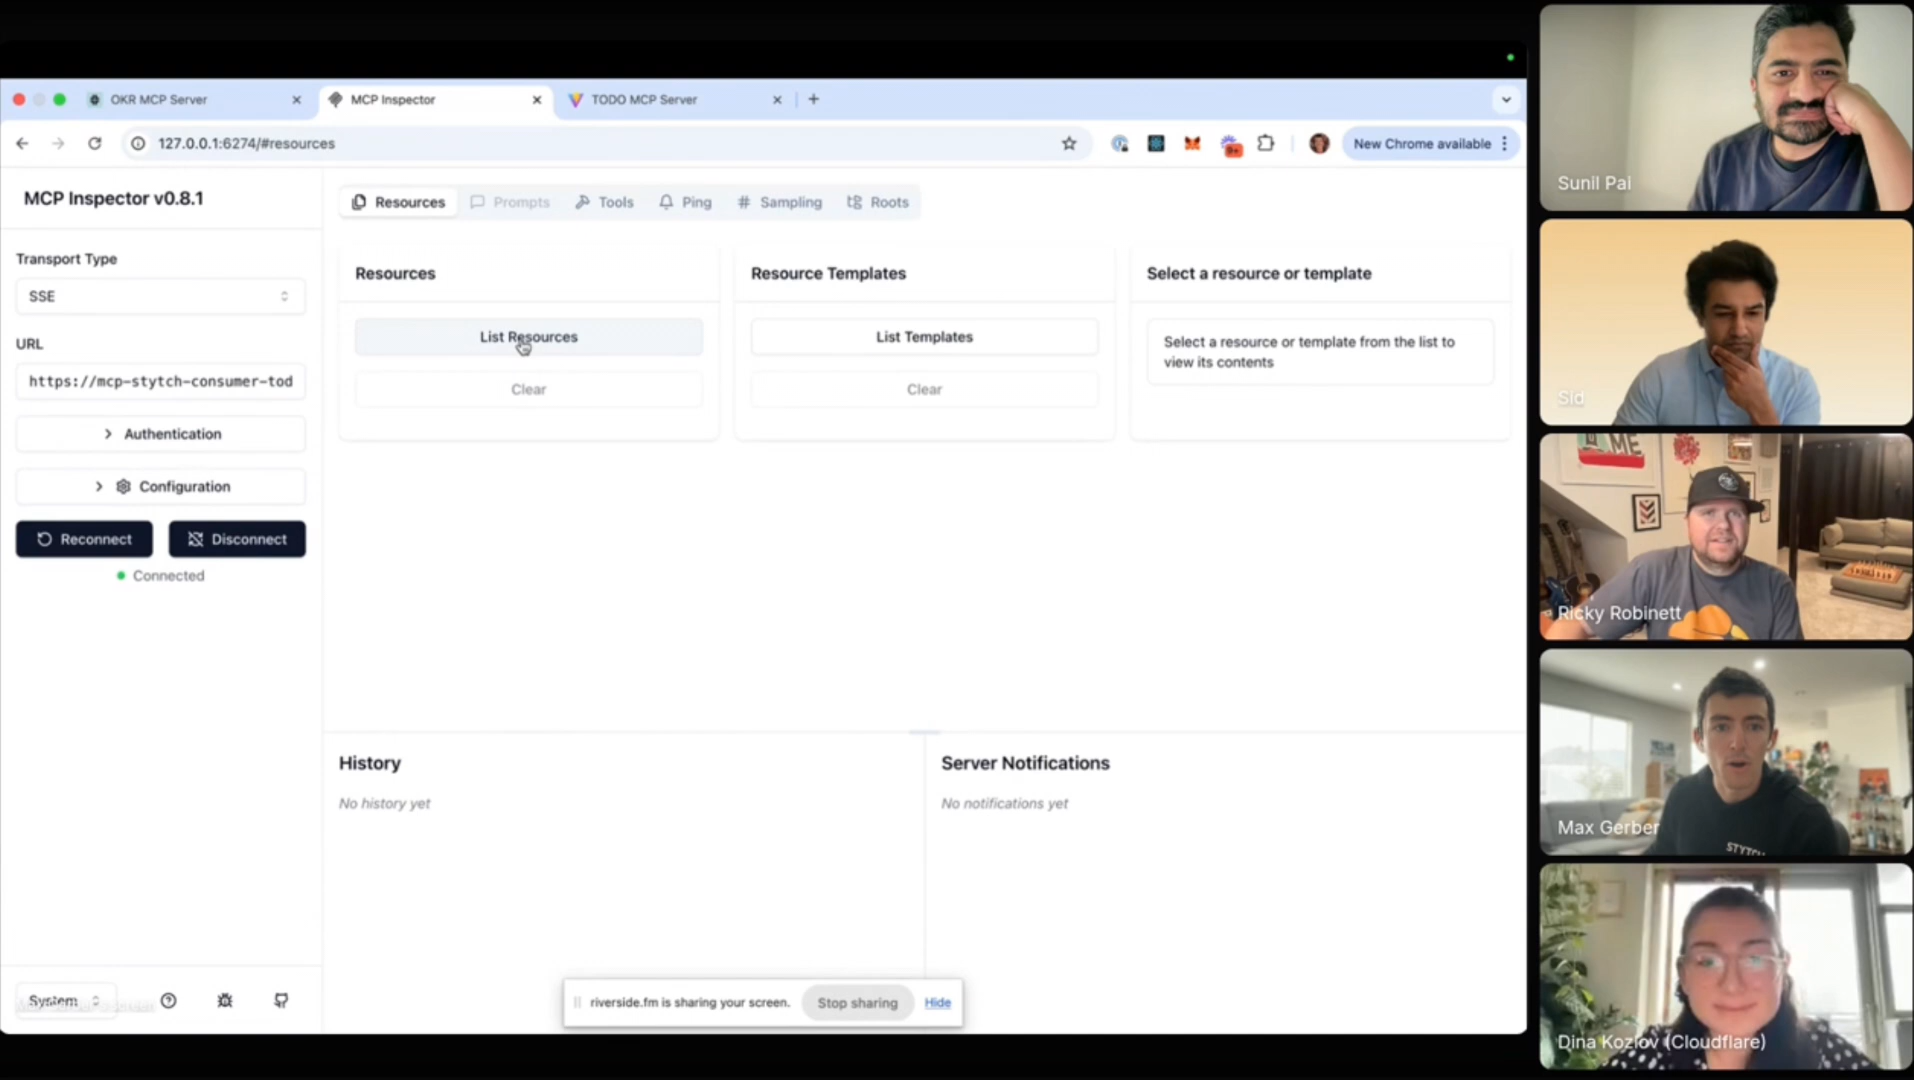 OKR MCP Server
MCP Inspector
TODO MCP Server
127.0.0.1:6274/#resources
New Chrome available
MCP Inspector v0.8.1
Transport Type
SSE
URL
https://mcp-stytch-consumer-tod
Authentication
Configuration
Reconnect
Disconnect
Connected
System
Resources
Prompts
Tools
Ping
Sampling
Roots
Resources
List Resources
Clear
Resource Templates
List Templates
Clear
Select a resource or template
Select a resource or template from the list to
view its contents
History
No history yet
Server Notifications
No notifications yet
riverside.fm is sharing your screen.
Stop sharing
Hide
Sunil Pai
Sid
ME
Ricky Robinett
Max Gerber
STYTCH
Dina Kozlov (Cloudflare)